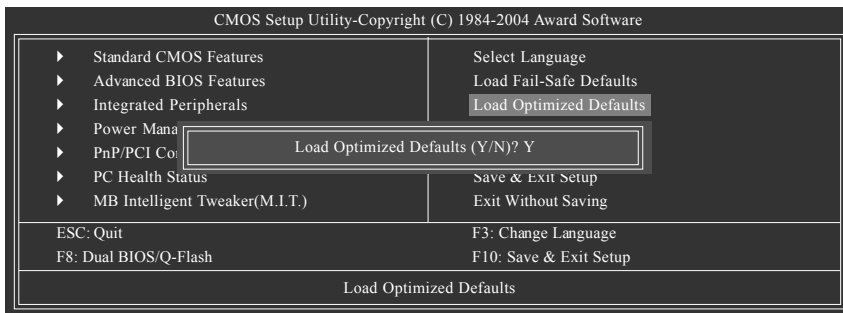 CMOS Setup Utility-Copyright (C) 1984-2004 Award Software
Standard CMOS Features
Advanced BIOS Features
Integrated Peripherals
Power Mana
PnP/PCI Co
PC Health Status
MB Intelligent Tweaker(M.I.T.)
Select Language
Load Fail-Safe Defaults
Load Optimized Defaults
Load Optimized Defaults (Y/N)? Y
Save & Exit Setup
Exit Without Saving
ESC: Quit
F3: Change Language
F8: Dual BIOS/Q-Flash
F10: Save & Exit Setup
Load Optimized Defaults